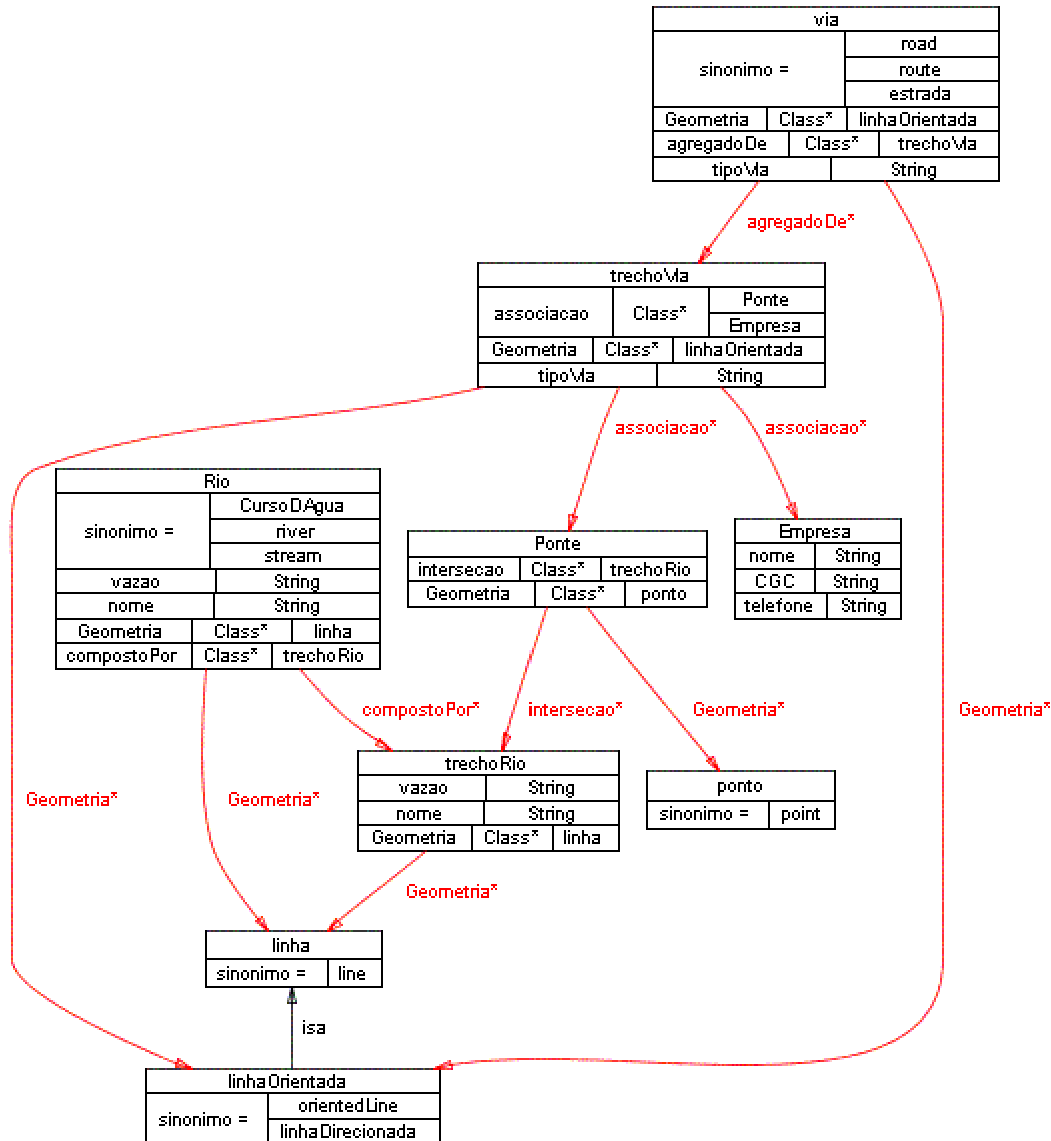 via
sinonimo =
road
route
estrada
Geometria Class* linhaOrientada
agregadoDe Class* trechoVia
tipoVia String
agregadoDe*
trechoVia
associacao Class*
Ponte
Empresa
Geometria Class* linhaOrientada
tipoVia String
associacao* associacao*
Rio
sinonimo =
CursoDAgua
river
stream
vazao String
nome String
Geometria Class* linha
compostoPor Class* trechoRio
Ponte
intersecao Class* trechoRio
Geometria Class* ponto
Empresa
nome String
CGC String
telefone String
compostoPor* intersecao* Geometria* Geometria*
trechoRio
vazao String
nome String
Geometria Class* linha
ponto
sinonimo = point
Geometria* Geometria*
Geometria*
linha
sinonimo = line
isa
linhaOrientada
sinonimo =
orientedLine
linhaDirecionada